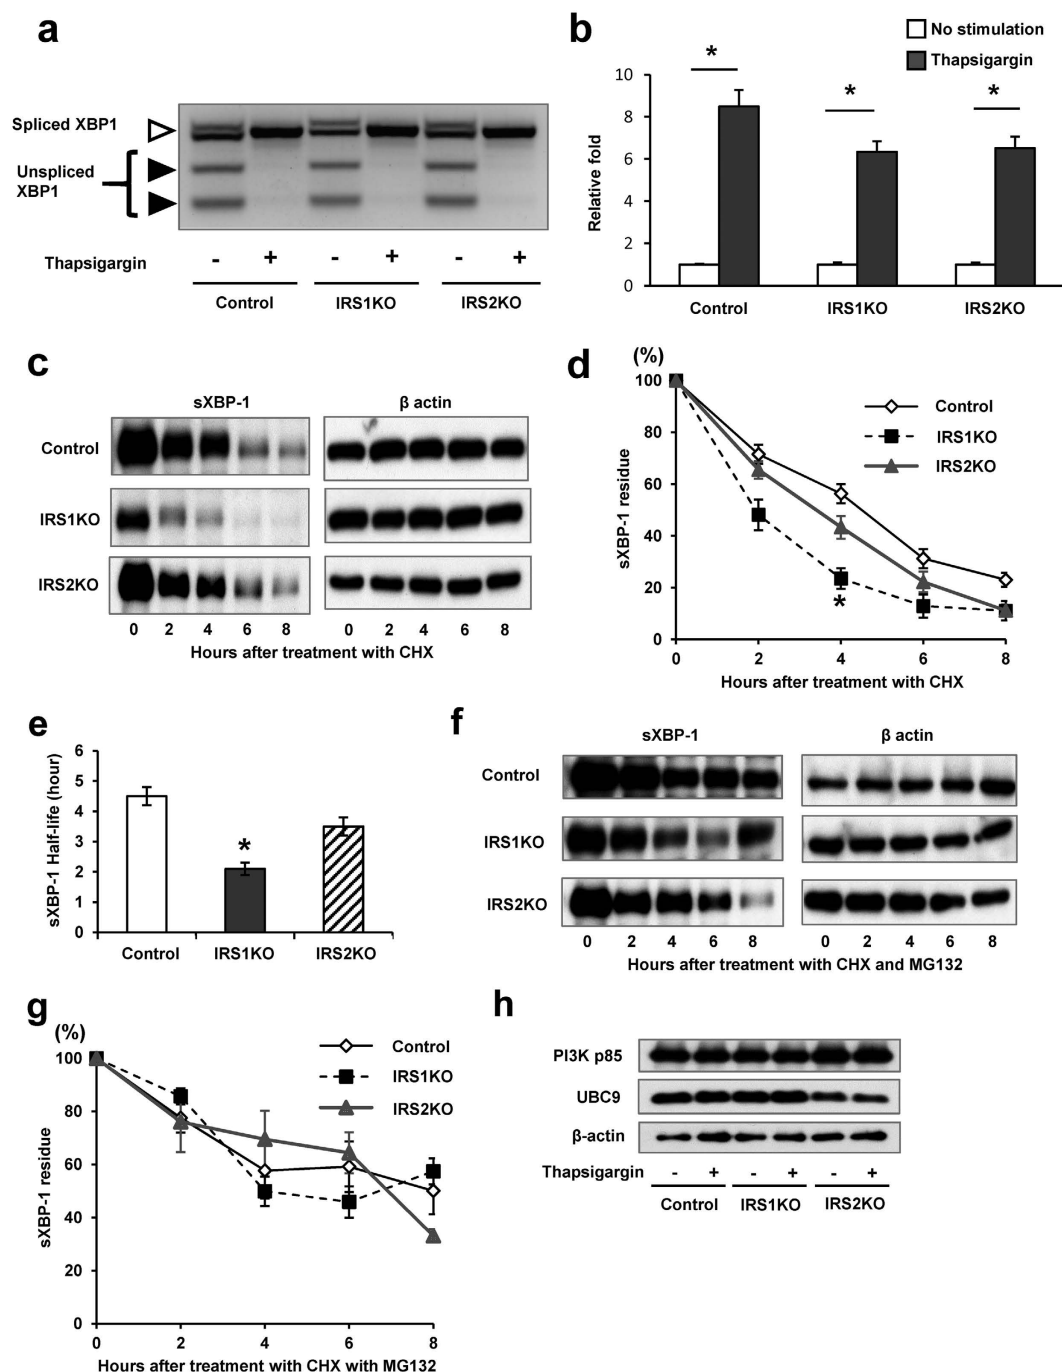 a
Spliced XBP1
Unspliced
XBP1
Thapsigargin - + - + - +
Control IRS1KO IRS2KO
b
No stimulation
Thapsigargin
* * *
Relative fold
10
8
6
4
2
0
Control IRS1KO IRS2KO
c
sXBP-1 β actin
Control
IRS1KO
IRS2KO
0 2 4 6 8 0 2 4 6 8
Hours after treatment with CHX
d
(%)
sXBP-1 residue
100
80
60
40
20
0
Control
IRS1KO
IRS2KO
*
0 2 4 6 8
Hours after treatment with CHX
e
sXBP-1 Half-life (hour)
6
5
4
3
2
1
0
*
Control IRS1KO IRS2KO
f
sXBP-1 β actin
Control
IRS1KO
IRS2KO
0 2 4 6 8 0 2 4 6 8
Hours after treatment with CHX and MG132
g
(%)
sXBP-1 residue
100
80
60
40
20
0
Control
IRS1KO
IRS2KO
0 2 4 6 8
Hours after treatment with CHX with MG132
h
PI3K p85
UBC9
β-actin
Thapsigargin - + - + - +
Control IRS1KO IRS2KO